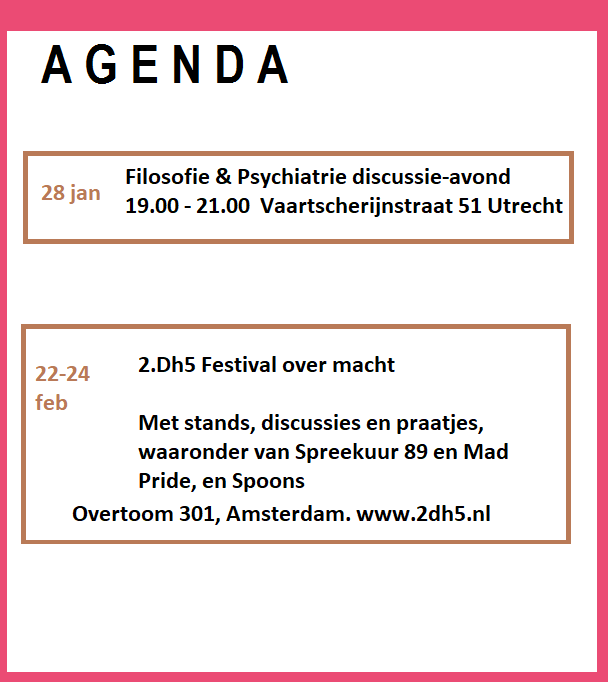 AGENDA
28 jan
Filosofie & Psychiatrie discussie-avond
19.00 - 21.00 Vaartscherijnstraat 51 Utrecht
22-24
feb
2.Dh5 Festival over macht
Met stands, discussies en praatjes,
waaronder van Spreekuur 89 en Mad
Pride, en Spoons
Overtoom 301, Amsterdam. www.2dh5.nl